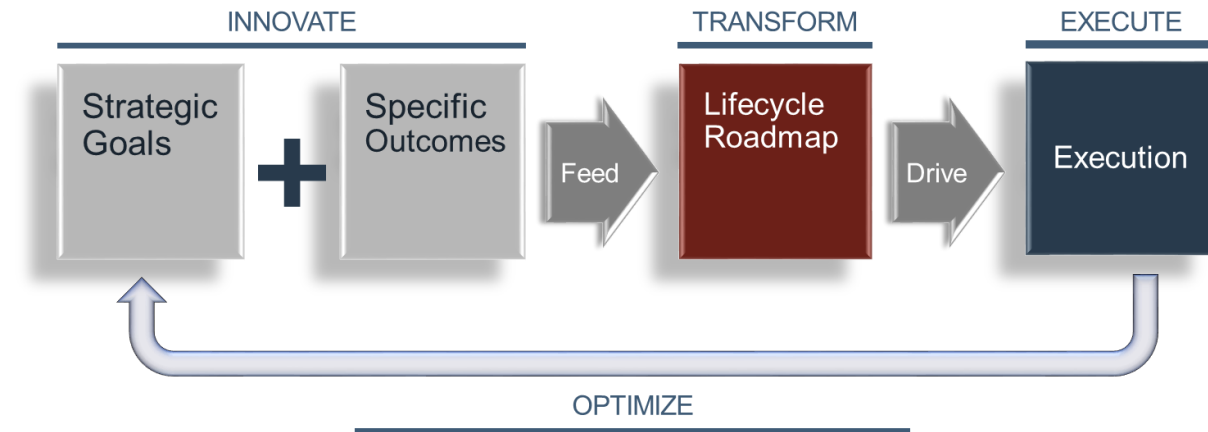 INNOVATE
TRANSFORM
EXECUTE
Strategic
Goals
Specific
Outcomes
Feed
Lifecycle
Roadmap
Drive
Execution
OPTIMIZE